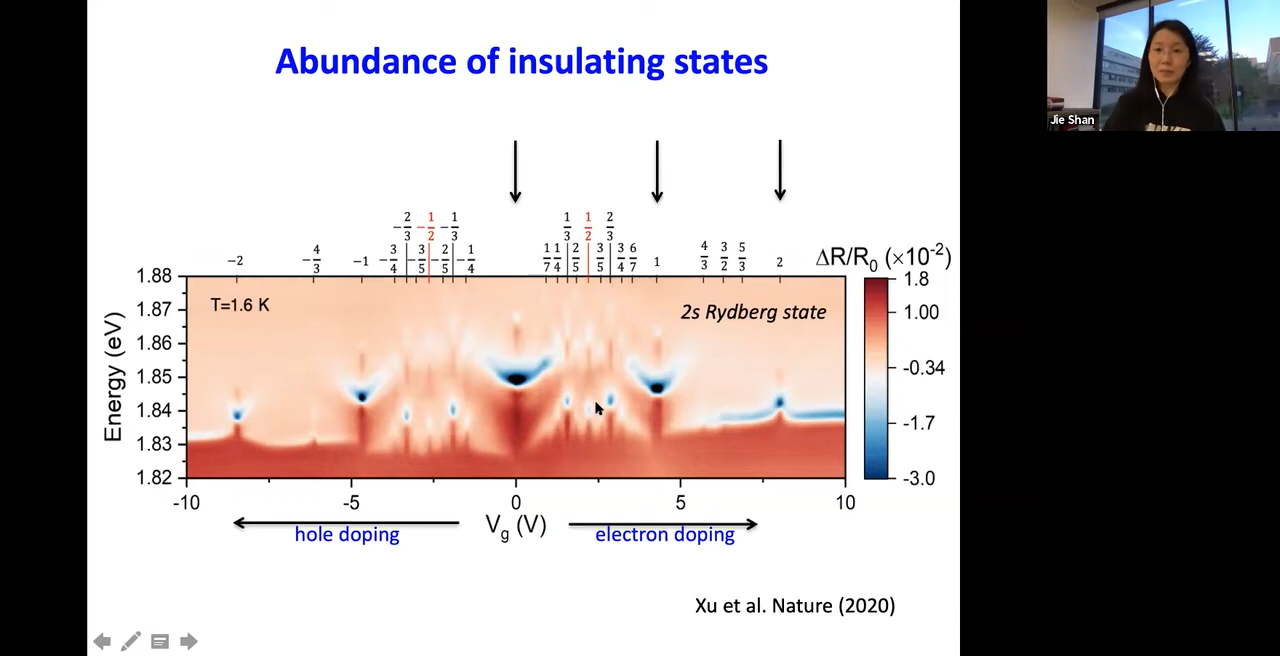 Abundance of insulating states
Jie Shan
-2/3 -1/2 -1/3 1/3 1/2 2/3
-2 -4/3 -1 -3/4 -3/5 -2/5 -1/4 1/7 1/4 2/5 3/5 3/4 6/7 1 4/3 3/2 5/3 2
ΔR/R₀ (×10⁻²)
T=1.6 K
2s Rydberg state
Energy (eV)
1.88
1.87
1.86
1.85
1.84
1.83
1.82
1.8
1.00
-0.34
-1.7
-3.0
-10 -5 0 5 10
hole doping
V_g (V)
electron doping
Xu et al. Nature (2020)